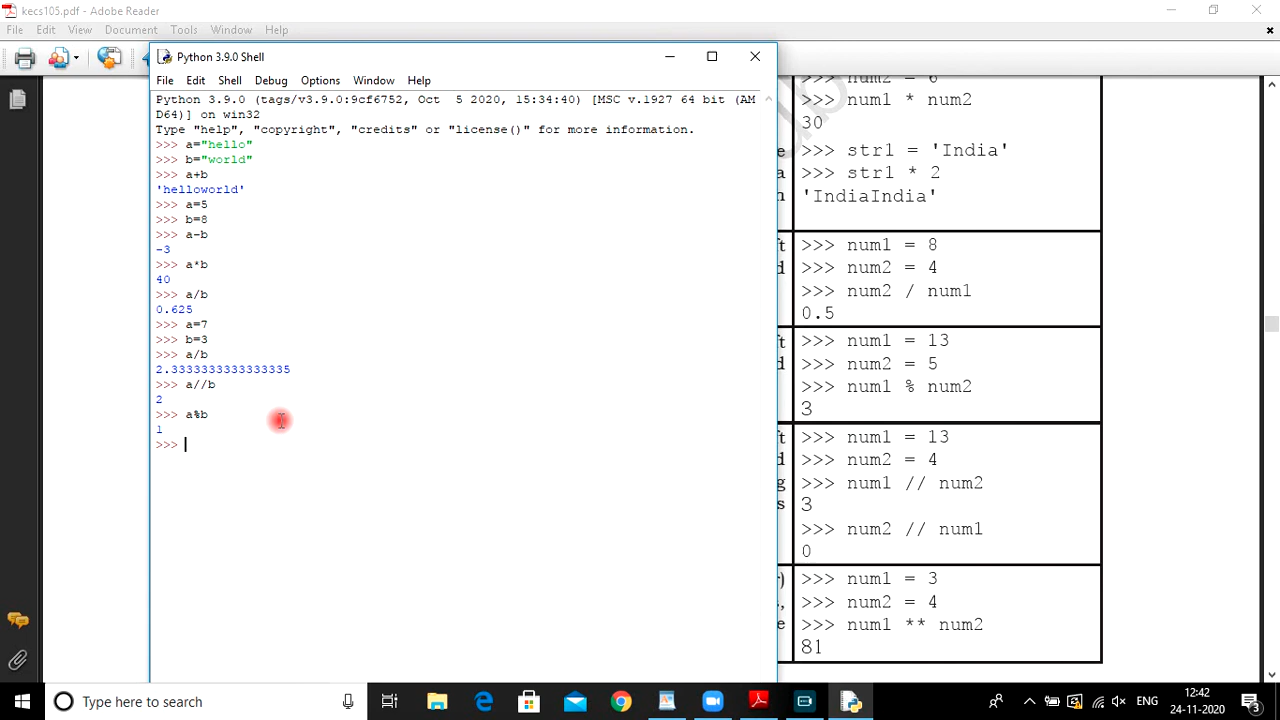 kecs105.pdf - Adobe Reader
File Edit View Document Tools Window Help
Python 3.9.0 Shell
File Edit Shell Debug Options Window Help
Python 3.9.0 (tags/v3.9.0:9cf6752, Oct  5 2020, 15:34:40) [MSC v.1927 64 bit (AM
D64)] on win32
Type "help", "copyright", "credits" or "license()" for more information.
>>> a="hello"
>>> b="world"
>>> a+b
'helloworld'
>>> a=5
>>> b=8
>>> a-b
-3
>>> a*b
40
>>> a/b
0.625
>>> a=7
>>> b=3
>>> a/b
2.3333333333333335
>>> a//b
2
>>> a%b
1
>>>
>>> num2 = 6
>>> num1 * num2
30
>>> str1 = 'India'
>>> str1 * 2
'IndiaIndia'
>>> num1 = 8
>>> num2 = 4
>>> num2 / num1
0.5
>>> num1 = 13
>>> num2 = 5
>>> num1 % num2
3
>>> num1 = 13
>>> num2 = 4
>>> num1 // num2
3
>>> num2 // num1
0
>>> num1 = 3
>>> num2 = 4
>>> num1 ** num2
81
Type here to search
ENG
12:42
24-11-2020
3